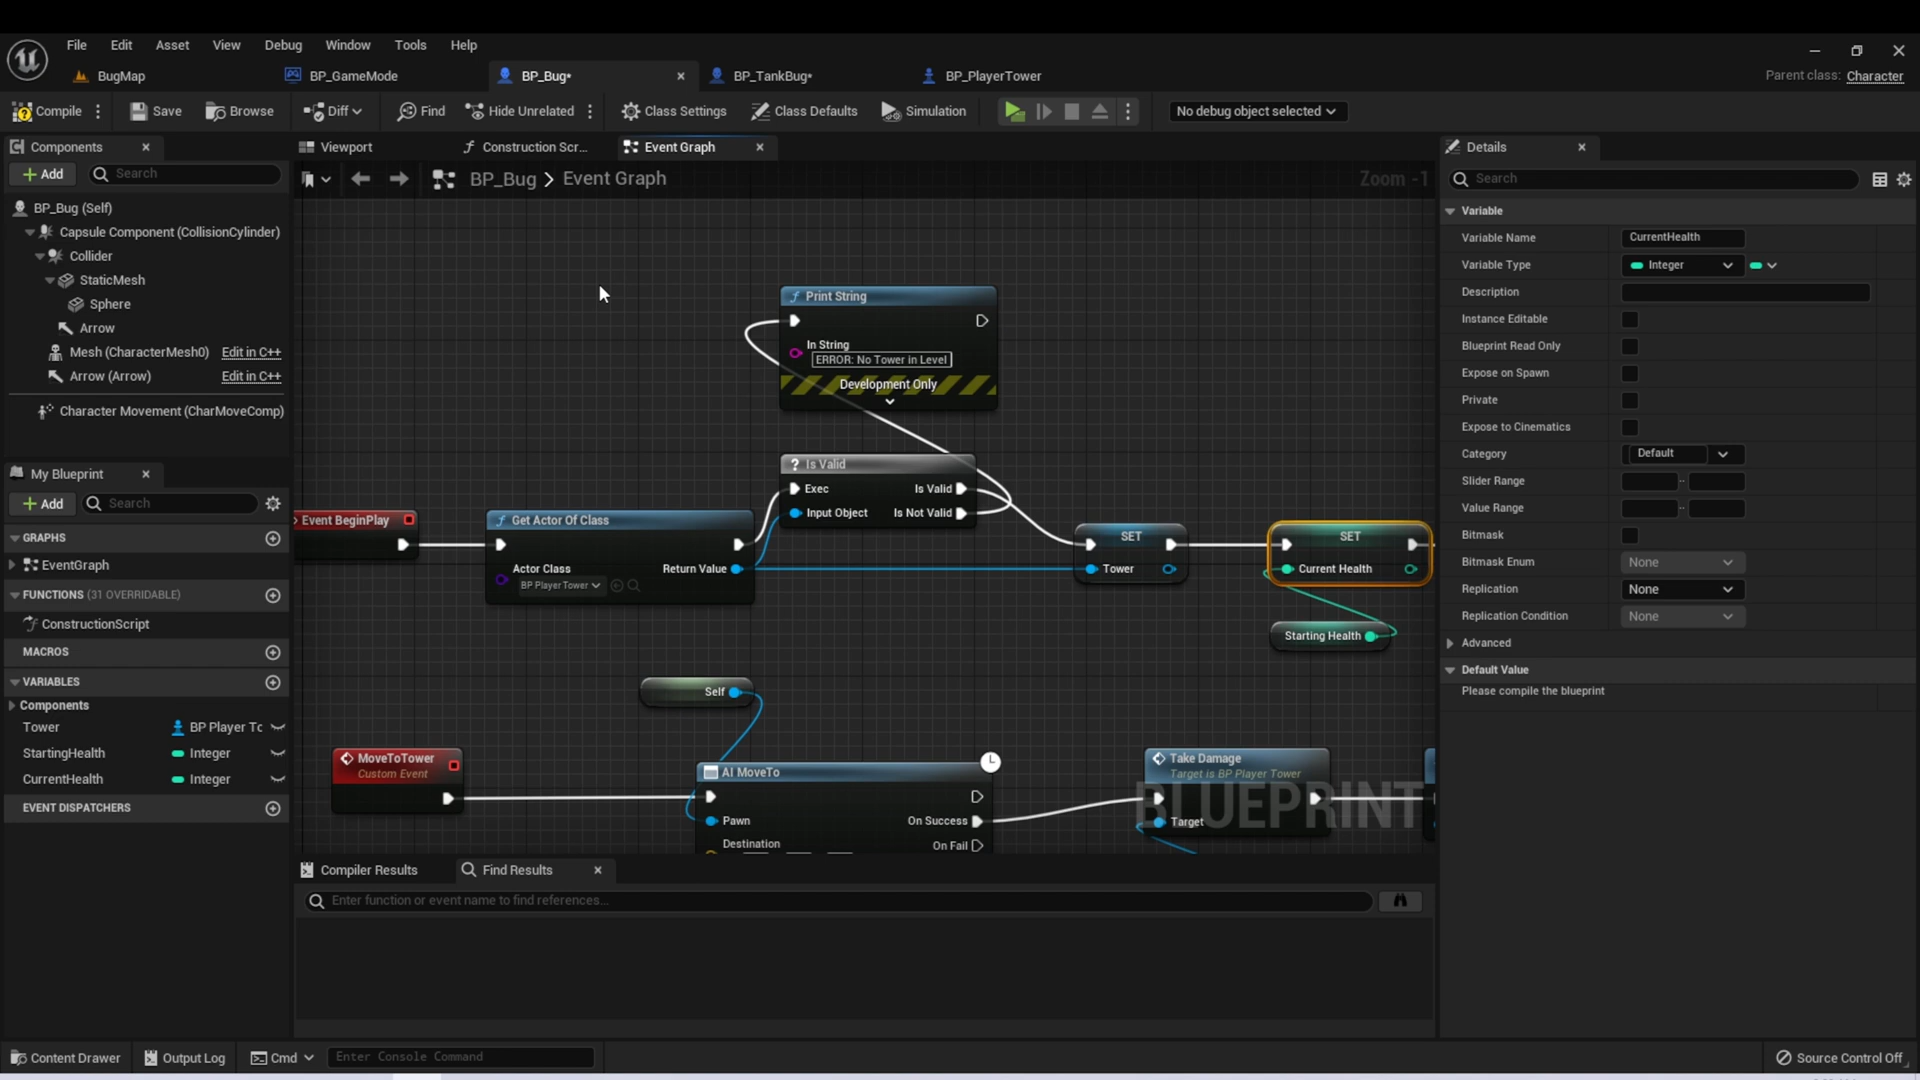 File Edit Asset View Debug Window Tools Help
BugMap BP_GameMode BP_Bug* BP_TankBug* BP_PlayerTower
Parent class: Character
Compile Save Browse Diff Find Hide Unrelated Class Settings Class Defaults Simulation No debug object selected
Components
Add Search
BP_Bug (Self)
Capsule Component (CollisionCylinder)
Collider
StaticMesh
Sphere
Arrow
Mesh (CharacterMesh0) Edit in C++
Arrow (Arrow) Edit in C++
Character Movement (CharMoveComp)
My Blueprint
Add Search
GRAPHS
EventGraph
FUNCTIONS (31 OVERRIDABLE)
ConstructionScript
MACROS
VARIABLES
Components
Tower BP Player Tc
StartingHealth Integer
CurrentHealth Integer
EVENT DISPATCHERS
Viewport Construction Scr... Event Graph
BP_Bug > Event Graph
Zoom -1
Print String
In String
ERROR: No Tower in Level
Development Only
? Is Valid
Exec Is Valid
Input Object Is Not Valid
Event BeginPlay
Get Actor Of Class
Actor Class Return Value
BP PlayerTower
SET
Tower
SET
Current Health
Starting Health
Self
MoveToTower
Custom Event
AI MoveTo
Pawn On Success
Destination On Fail
Take Damage
Target is BP Player Tower
Target
BLUEPRINT
Compiler Results Find Results
Enter function or event name to find references...
Details
Search
Variable
Variable Name CurrentHealth
Variable Type Integer
Description
Instance Editable
Blueprint Read Only
Expose on Spawn
Private
Expose to Cinematics
Category Default
Slider Range
Value Range
Bitmask
Bitmask Enum None
Replication None
Replication Condition None
Advanced
Default Value
Please compile the blueprint
Content Drawer Output Log Cmd Enter Console Command Source Control Off